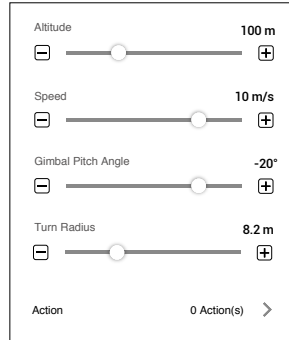 Altitude 100 m
Speed 10 m/s
Gimbal Pitch Angle -20°
Turn Radius 8.2 m
Action 0 Action(s)